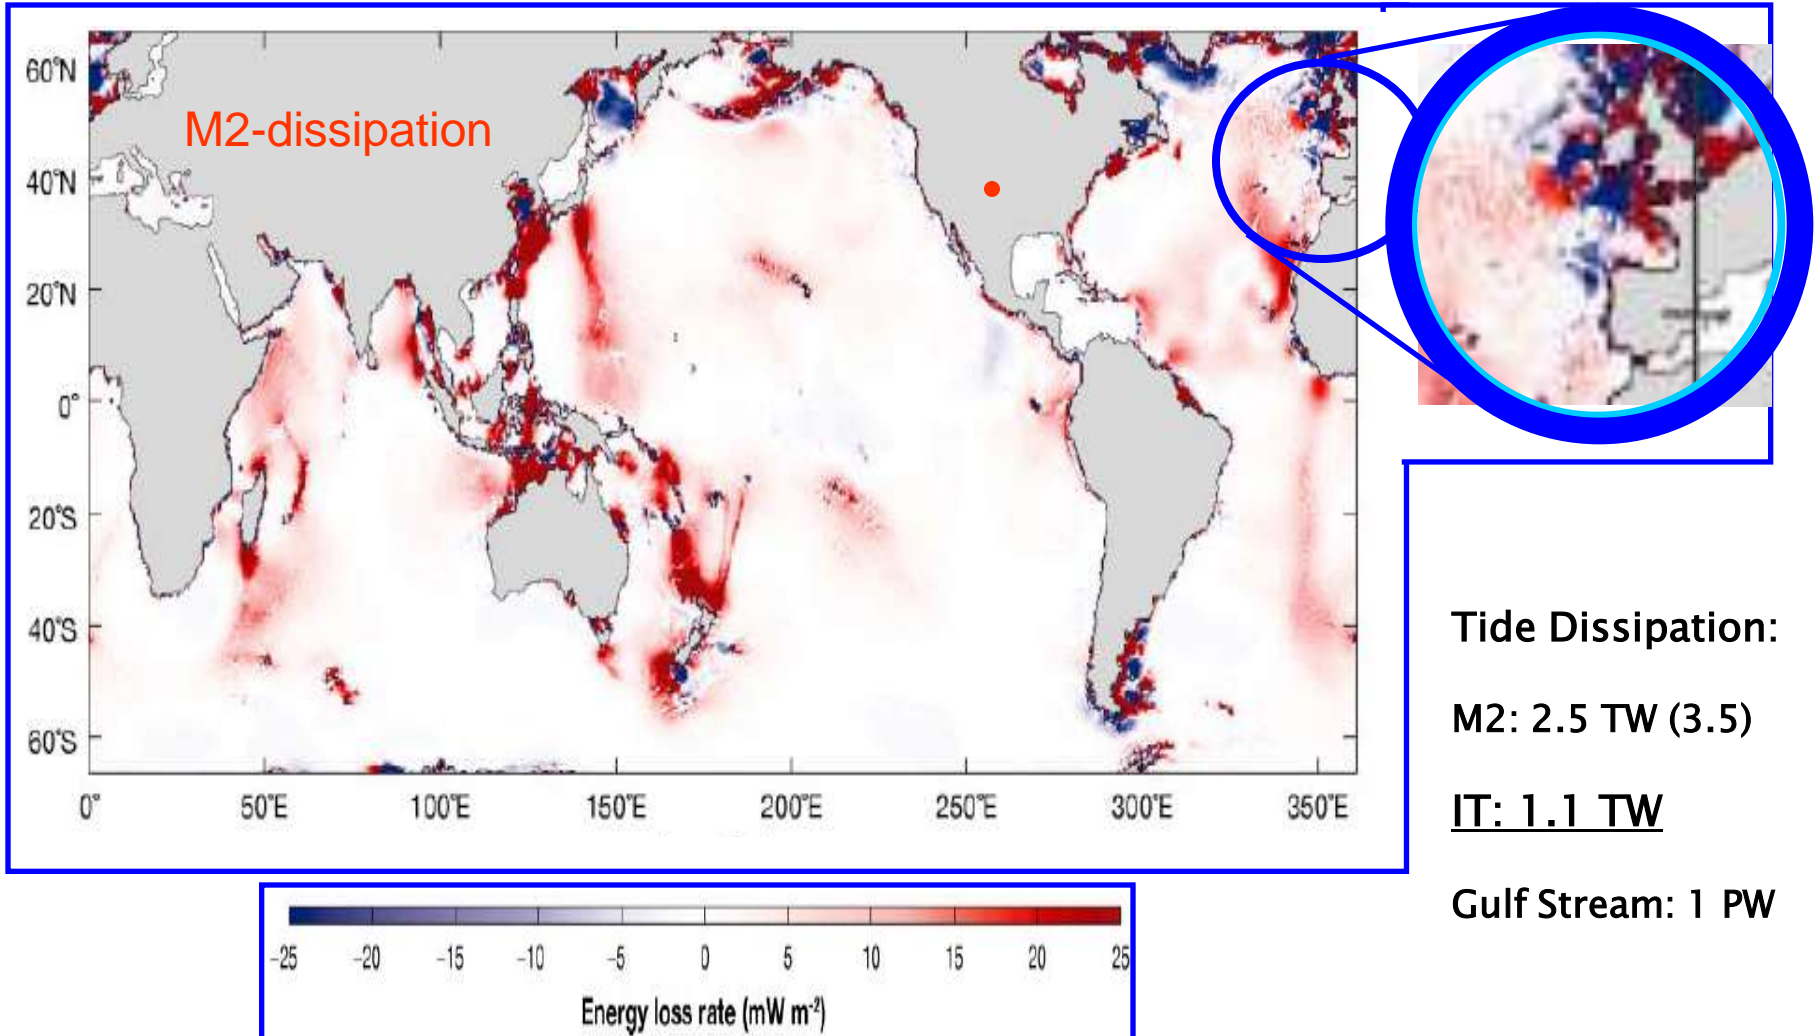 M2-dissipation
60°N
40°N
20°N
0°
20°S
40°S
60°S
0° 50°E 100°E 150°E 200°E 250°E 300°E 350°E
Tide Dissipation:
M2: 2.5 TW (3.5)
IT: 1.1 TW
Gulf Stream: 1 PW
-25 -20 -15 -10 -5 0 5 10 15 20 25
Energy loss rate (mW m⁻²)